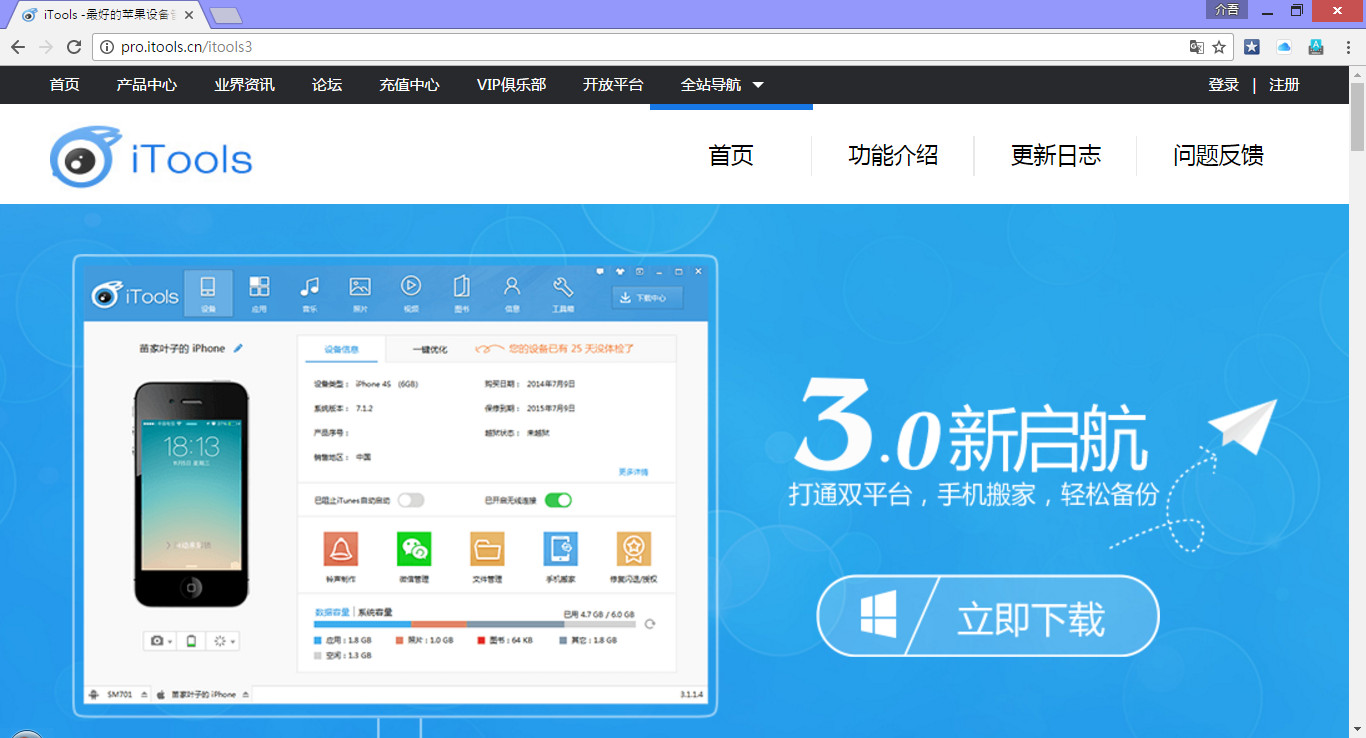 iTools -最好的苹果设备管
介吾
pro.itools.cn/itools3
首页 产品中心 业界资讯 论坛 充值中心 VIP俱乐部 开放平台 全站导航 登录 | 注册
iTools 首页 功能介绍 更新日志 问题反馈
iTools 设备 应用 音乐 照片 视频 图书 信息 工具箱 下载中心
苗家叶子的 iPhone
设备信息 一键优化 您的设备已有 25 天没体检了
设备类型： iPhone 4S (6GB) 购买日期： 2014年7月9日
系统版本： 7.1.2 保修到期： 2015年7月9日
产品序号： 越狱状态： 未越狱
销售地区： 中国
更多详情
已阻止iTunes自动启动 已开启无线连接
18:13
铃声制作 微信管理 文件管理 手机搬家 修复闪退/授权
数据容量 | 系统容量 已用 4.7 GB / 6.0 GB
应用：1.8 GB 照片：1.0 GB 图书：64 KB 其它：1.8 GB
空闲：1.3 GB
SM701 苗家叶子的 iPhone 3.1.1.4
3.0新启航
打通双平台，手机搬家，轻松备份
立即下载